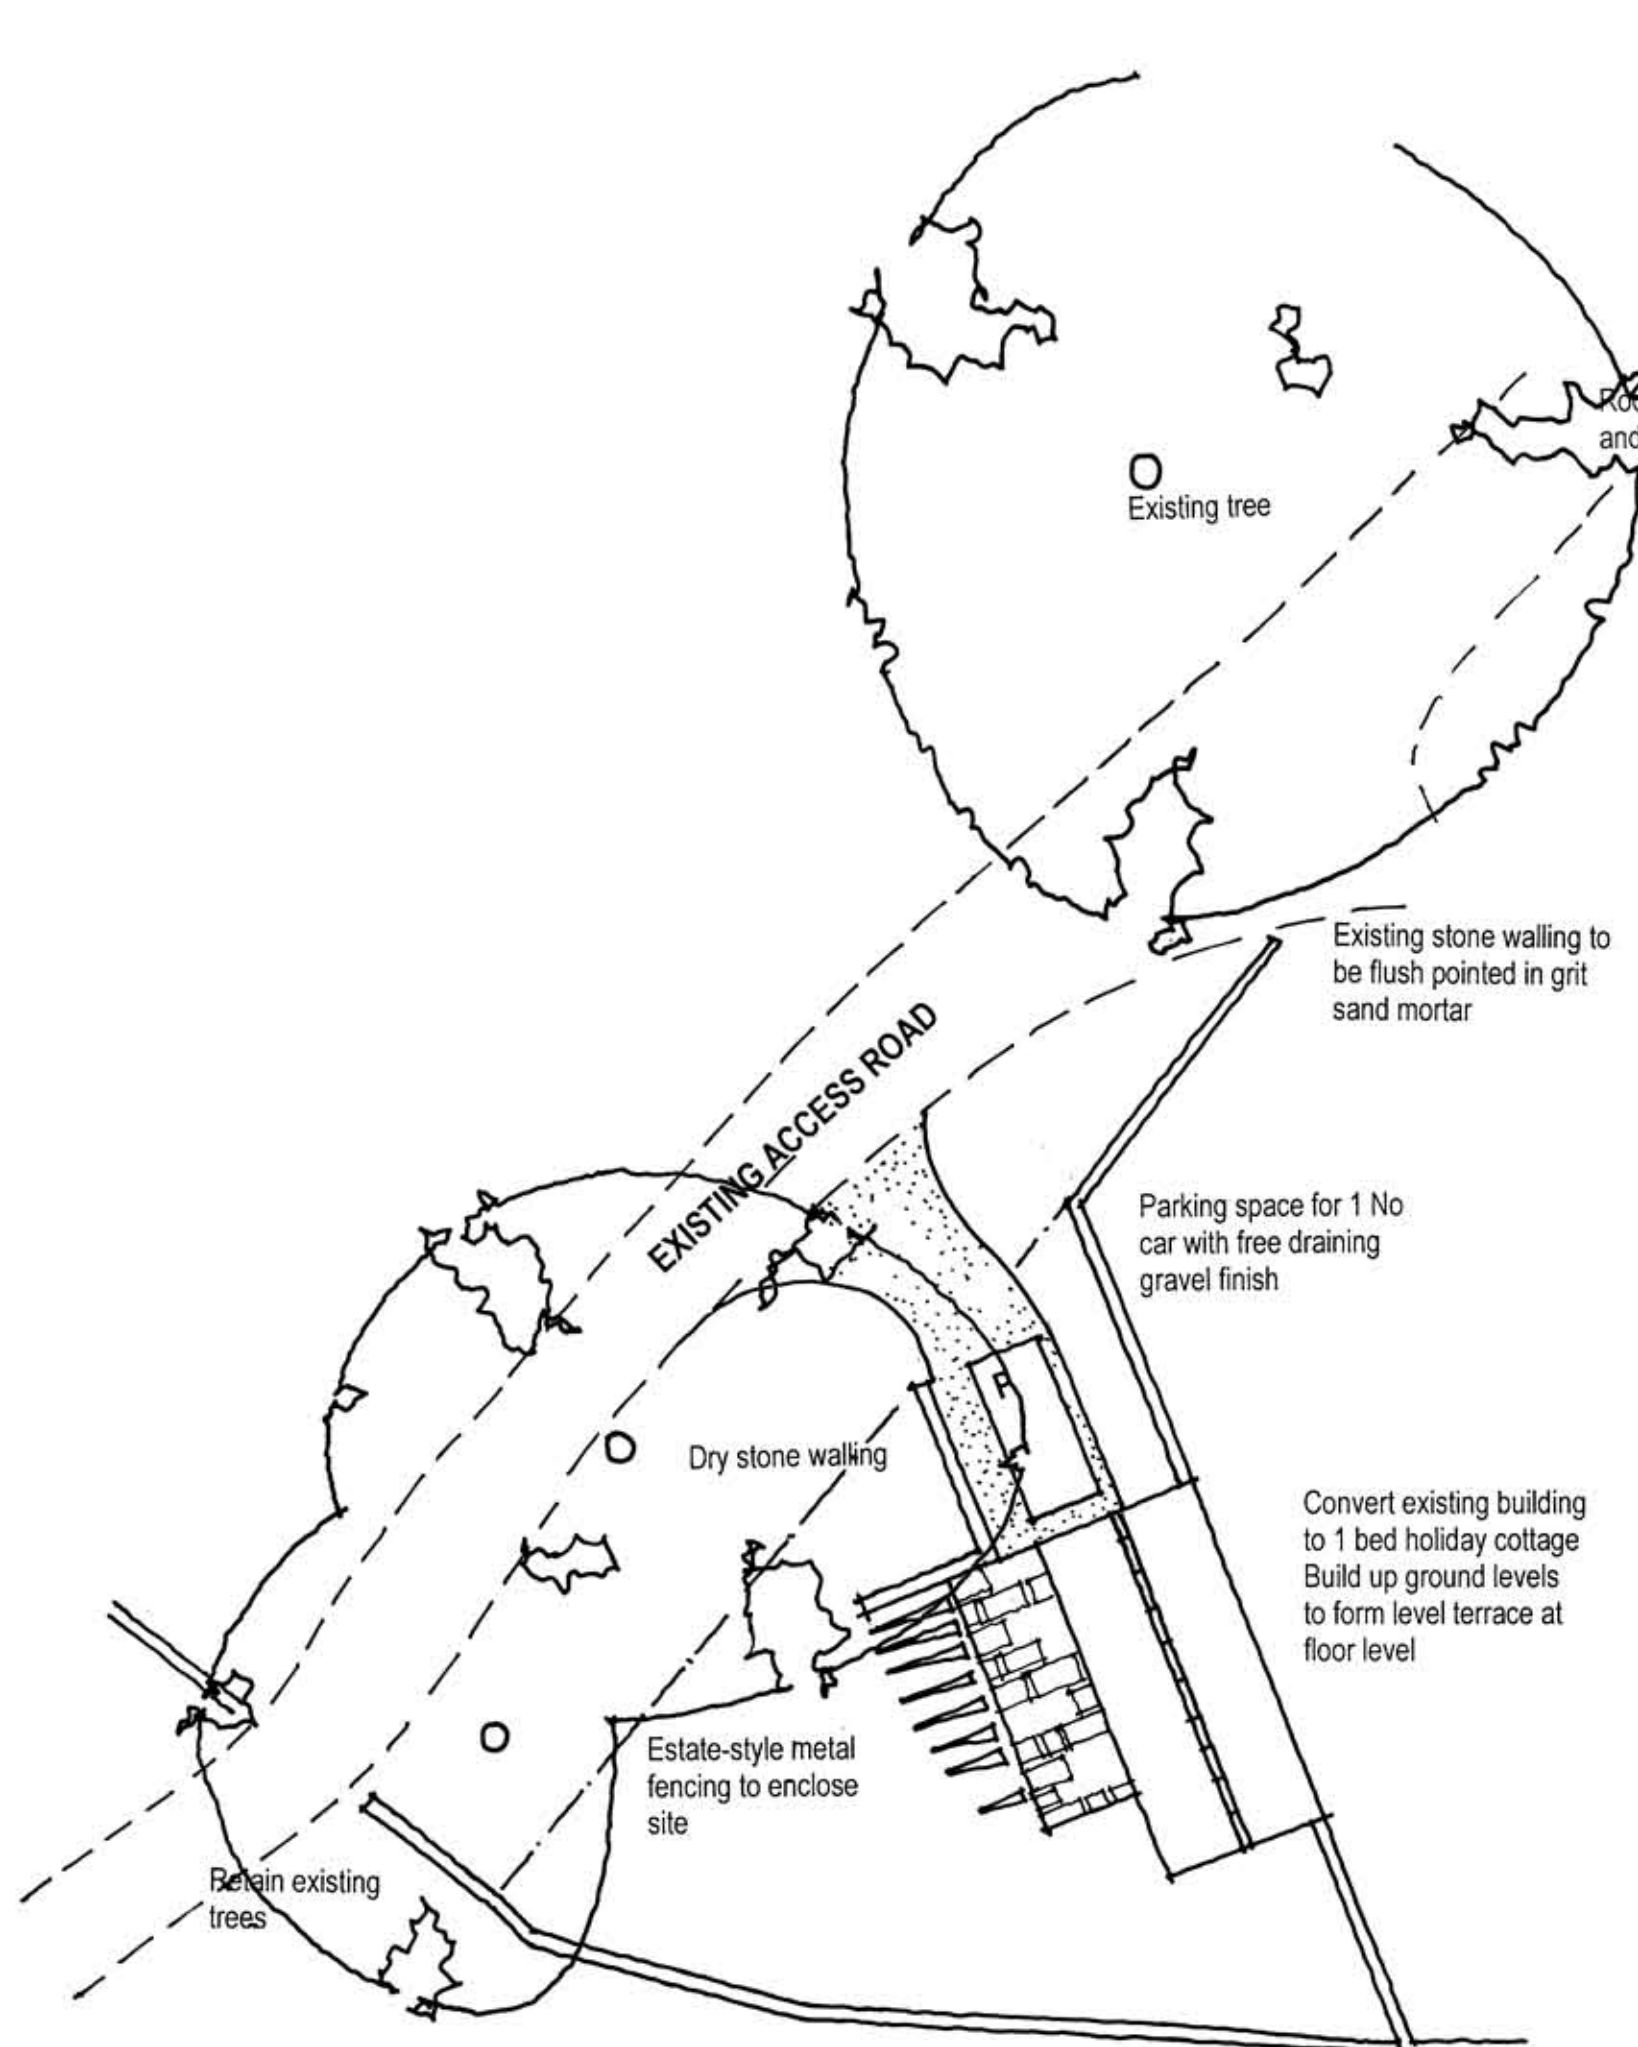 and
Existing tree
Existing stone walling to
be flush pointed in grit
sand mortar
EXISTING ACCESS ROAD
Parking space for 1 No
car with free draining
gravel finish
P
Dry stone walling
Convert existing building
to 1 bed holiday cottage
Build up ground levels
to form level terrace at
floor level
Estate-style metal
fencing to enclose
site
Retain existing
trees